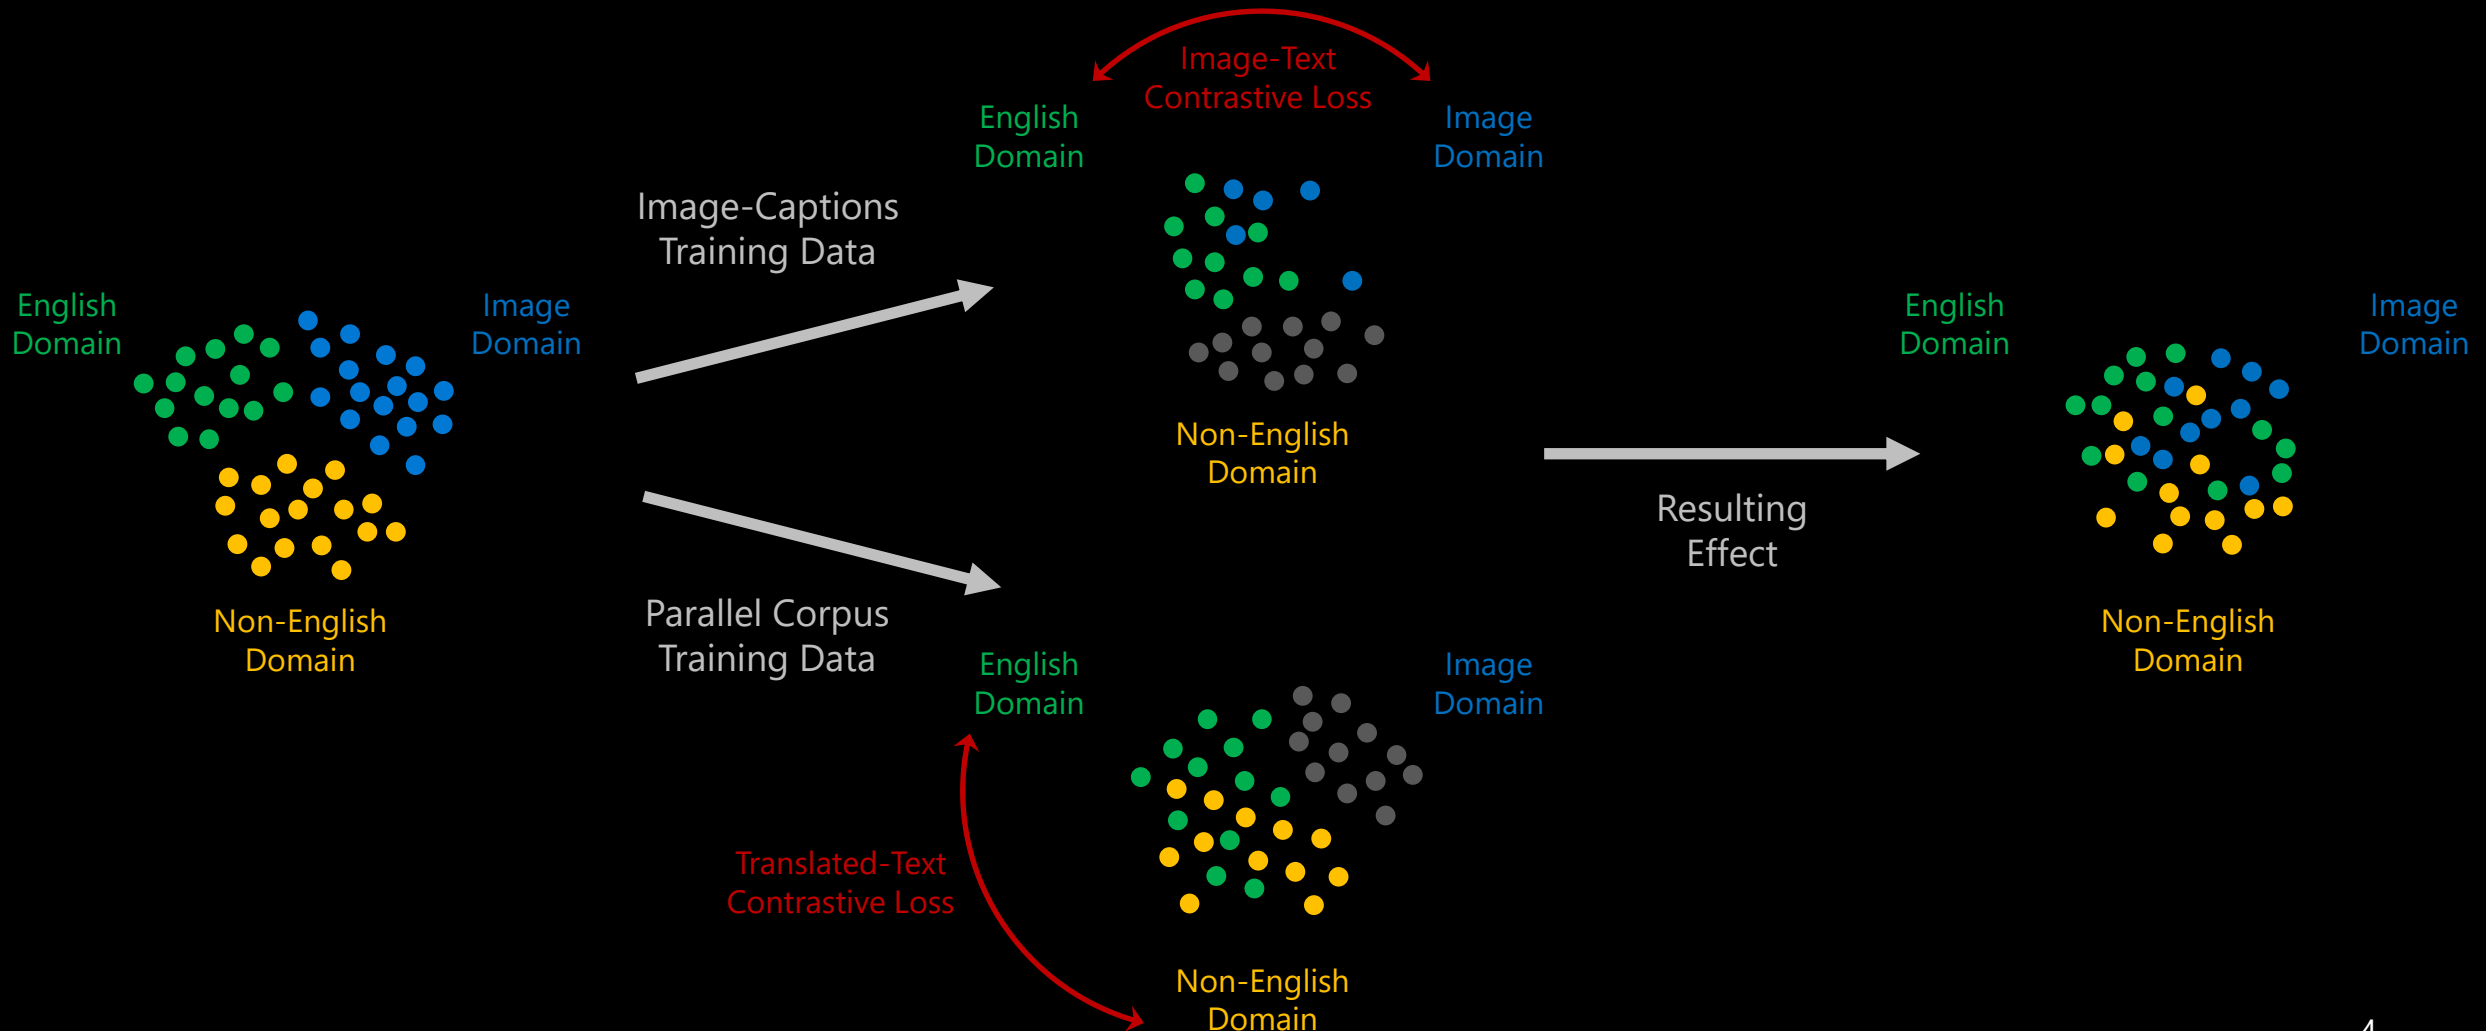 English
Domain
Image
Domain
Non-English
Domain
Image-Captions
Training Data
Parallel Corpus
Training Data
Image-Text
Contrastive Loss
English
Domain
Image
Domain
Non-English
Domain
English
Domain
Image
Domain
Translated-Text
Contrastive Loss
Non-English
Domain
Resulting
Effect
English
Domain
Image
Domain
Non-English
Domain
4